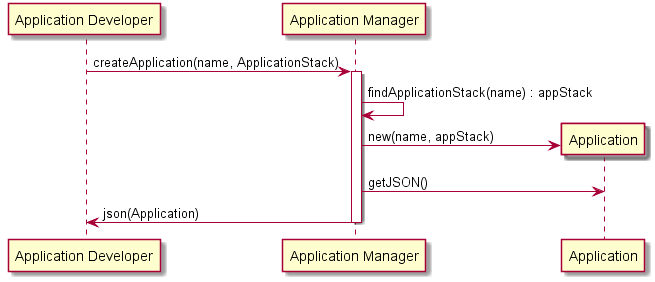 Application Developer
Application Manager
createApplication(name, ApplicationStack)
findApplicationStack(name) : appStack
new(name, appStack)
Application
getJSON()
json(Application)
Application Developer
Application Manager
Application